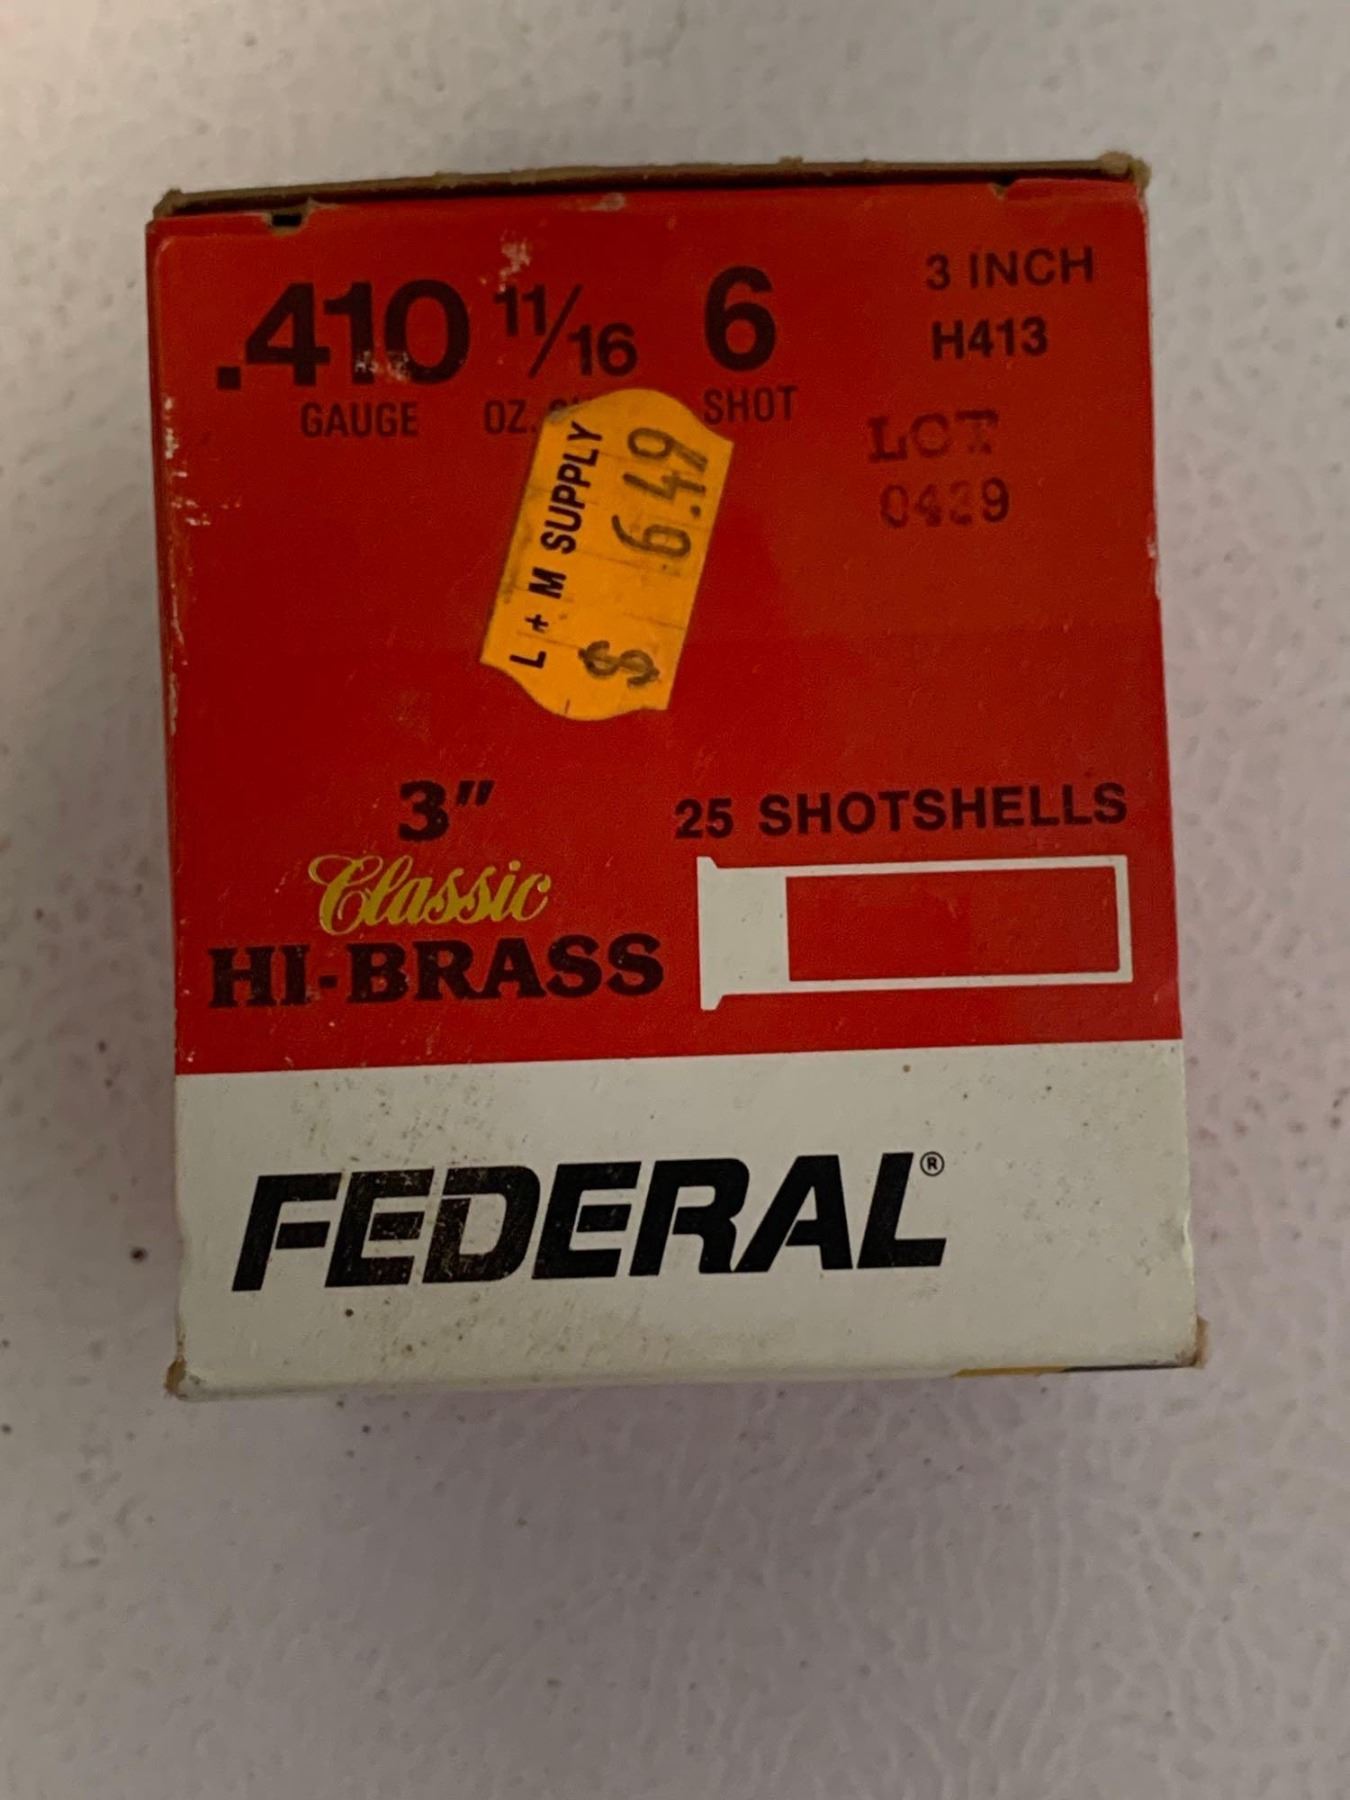 .410 11/16 6
GAUGE OZ. SHOT
3 INCH
H413
LOT
L + M SUPPLY
$ 6.49
3"
Classic
HI-BRASS
25 SHOTSHELLS
FEDERAL®